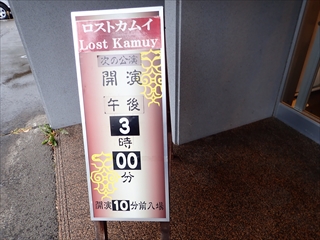 ロストカムイ
Lost Kamuy
次の公演
開演
午後
3
時
00
分
開演10分前入場